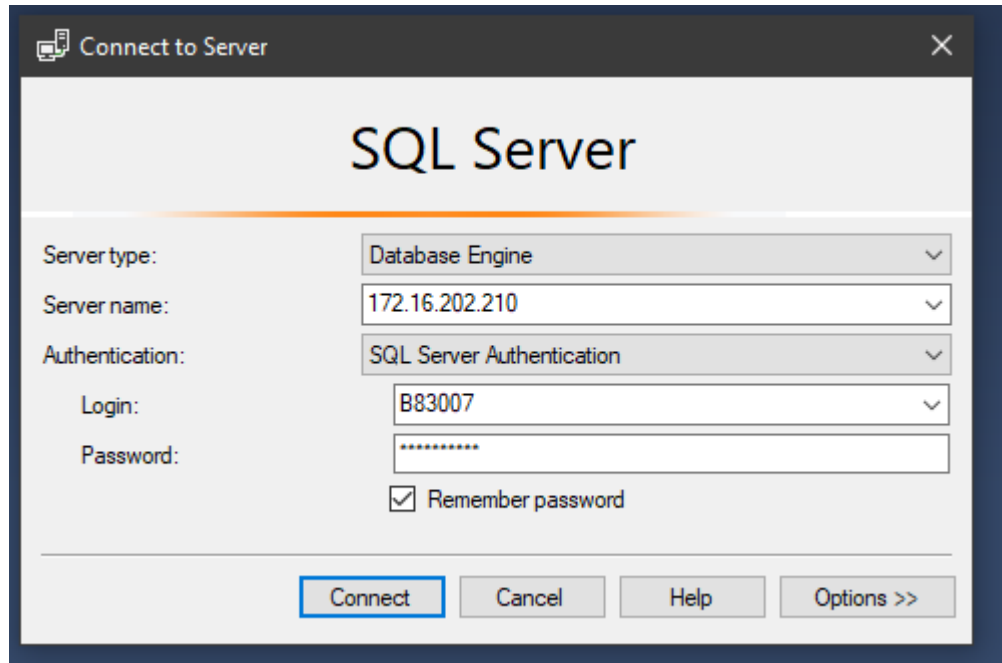 Connect to Server
SQL Server
Server type: Database Engine
Server name: 172.16.202.210
Authentication: SQL Server Authentication
Login: B83007
Password: **********
Remember password
Connect Cancel Help Options >>